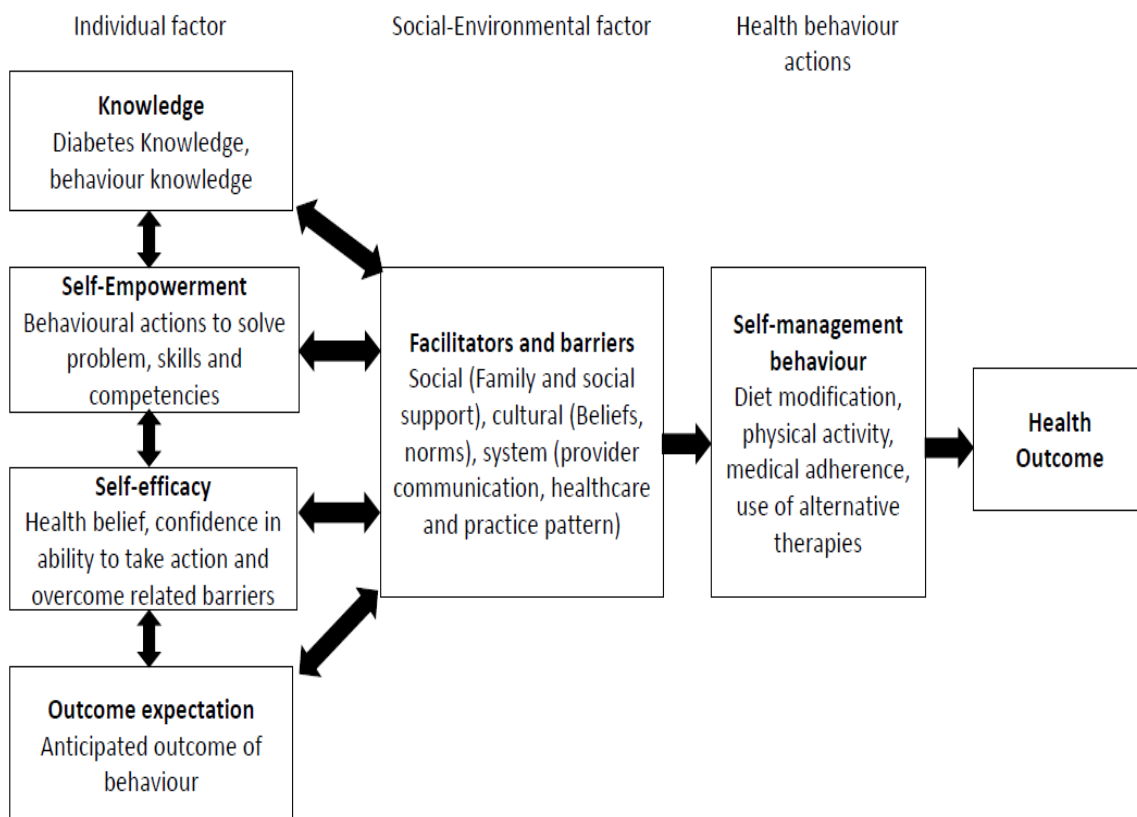 Individual factor
Social-Environmental factor
Health behaviour
actions
Knowledge
Diabetes Knowledge,
behaviour knowledge
Self-Empowerment
Behavioural actions to solve
problem, skills and
competencies
Self-efficacy
Health belief, confidence in
ability to take action and
overcome related barriers
Outcome expectation
Anticipated outcome of
behaviour
Facilitators and barriers
Social (Family and social
support), cultural (Beliefs,
norms), system (provider
communication, healthcare
and practice pattern)
Self-management
behaviour
Diet modification,
physical activity,
medical adherence,
use of alternative
therapies
Health
Outcome